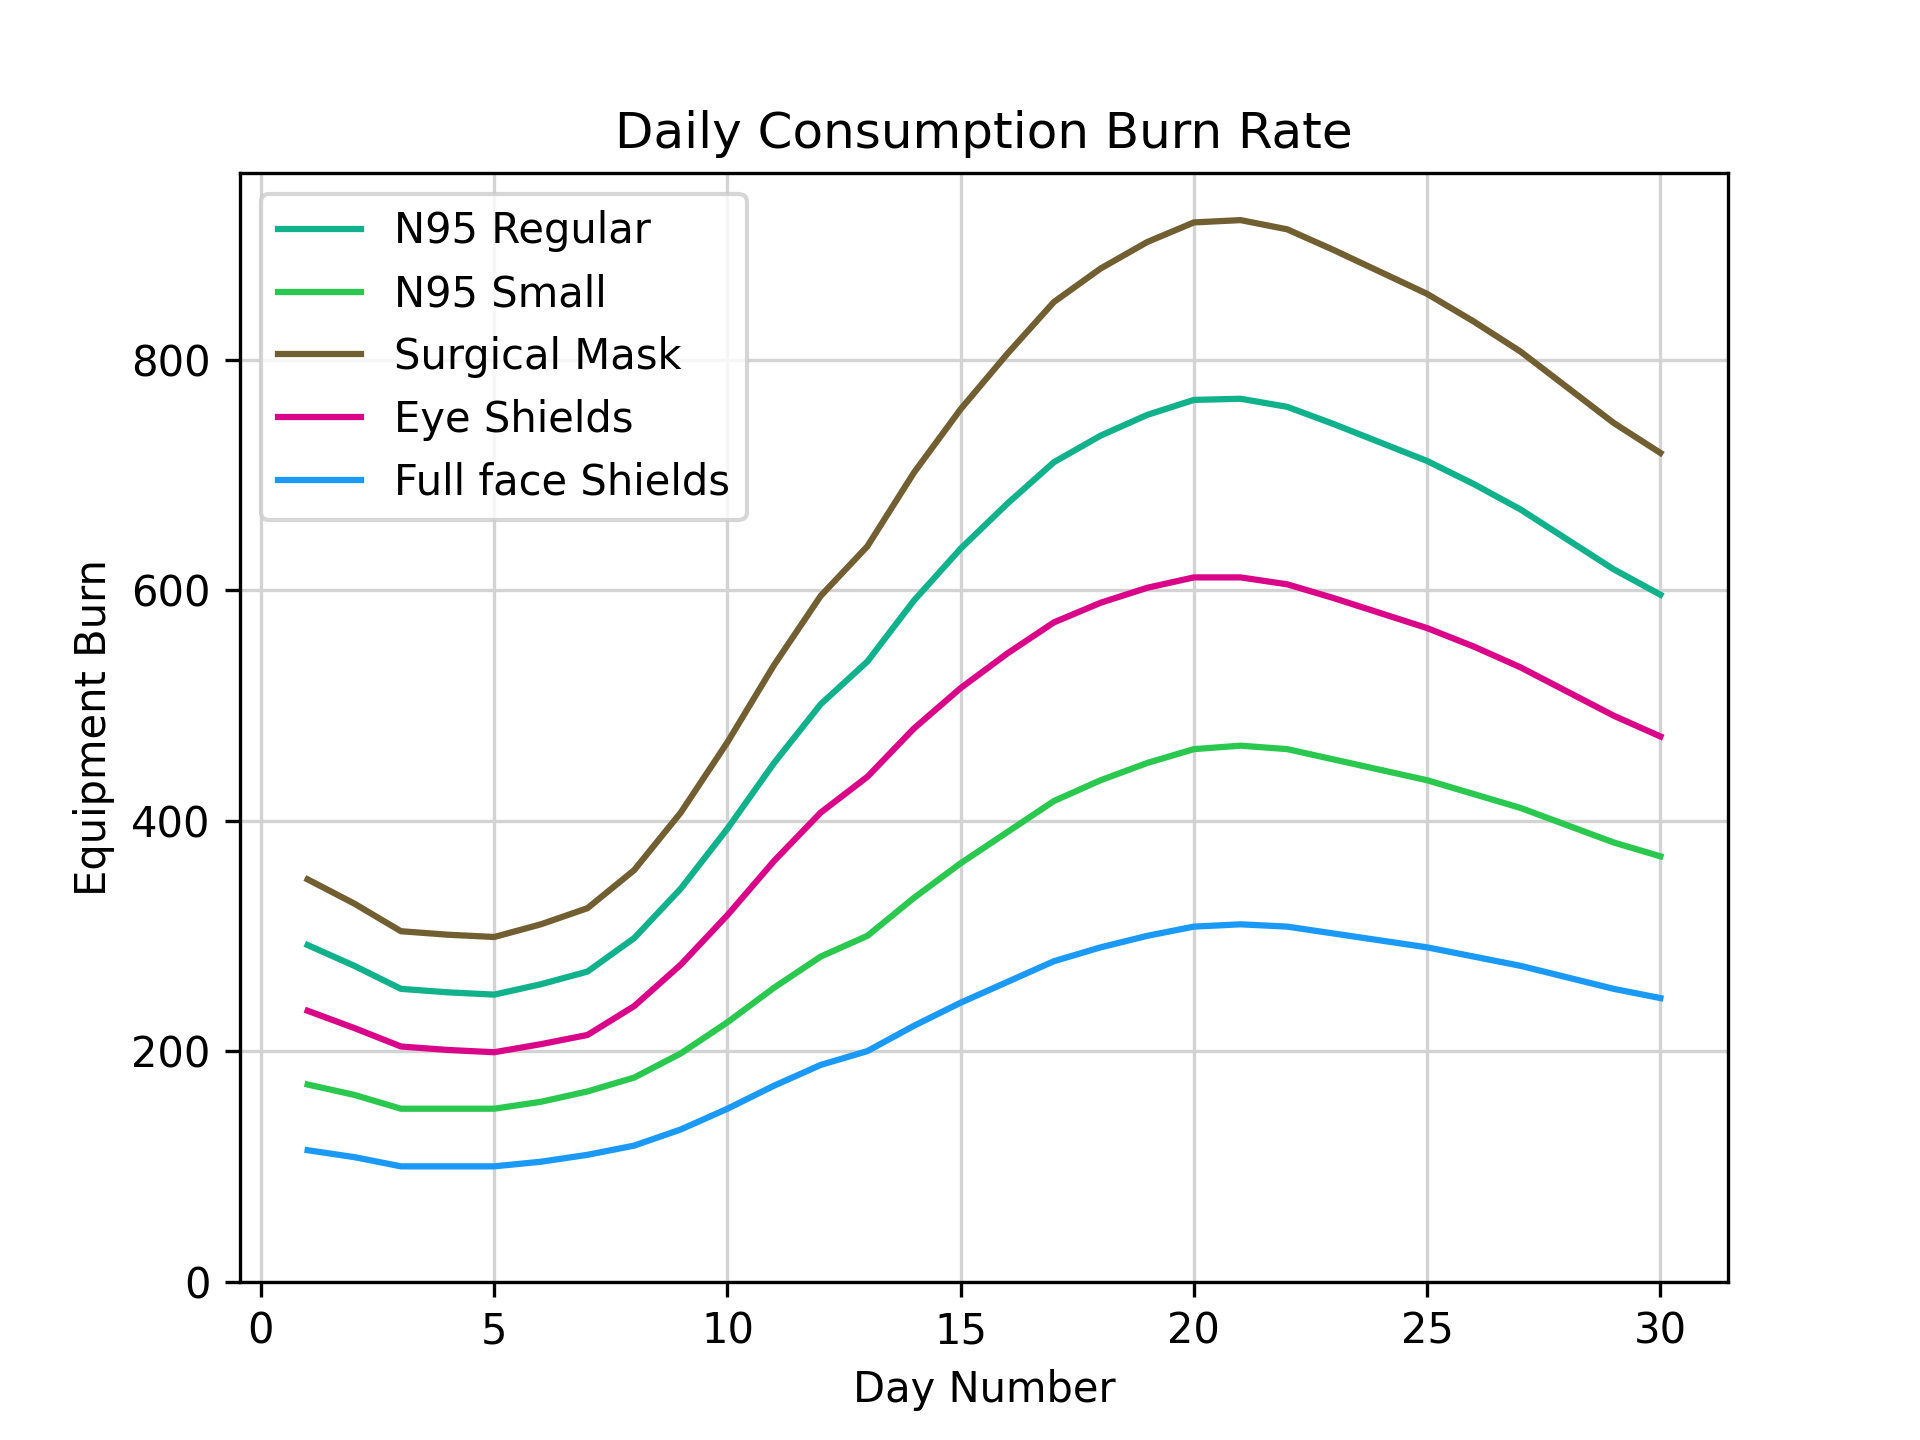 Daily Consumption Burn Rate
N95 Regular
N95 Small
Surgical Mask
Eye Shields
Full face Shields
Equipment Burn
800
600
400
200
0
0 5 10 15 20 25 30
Day Number